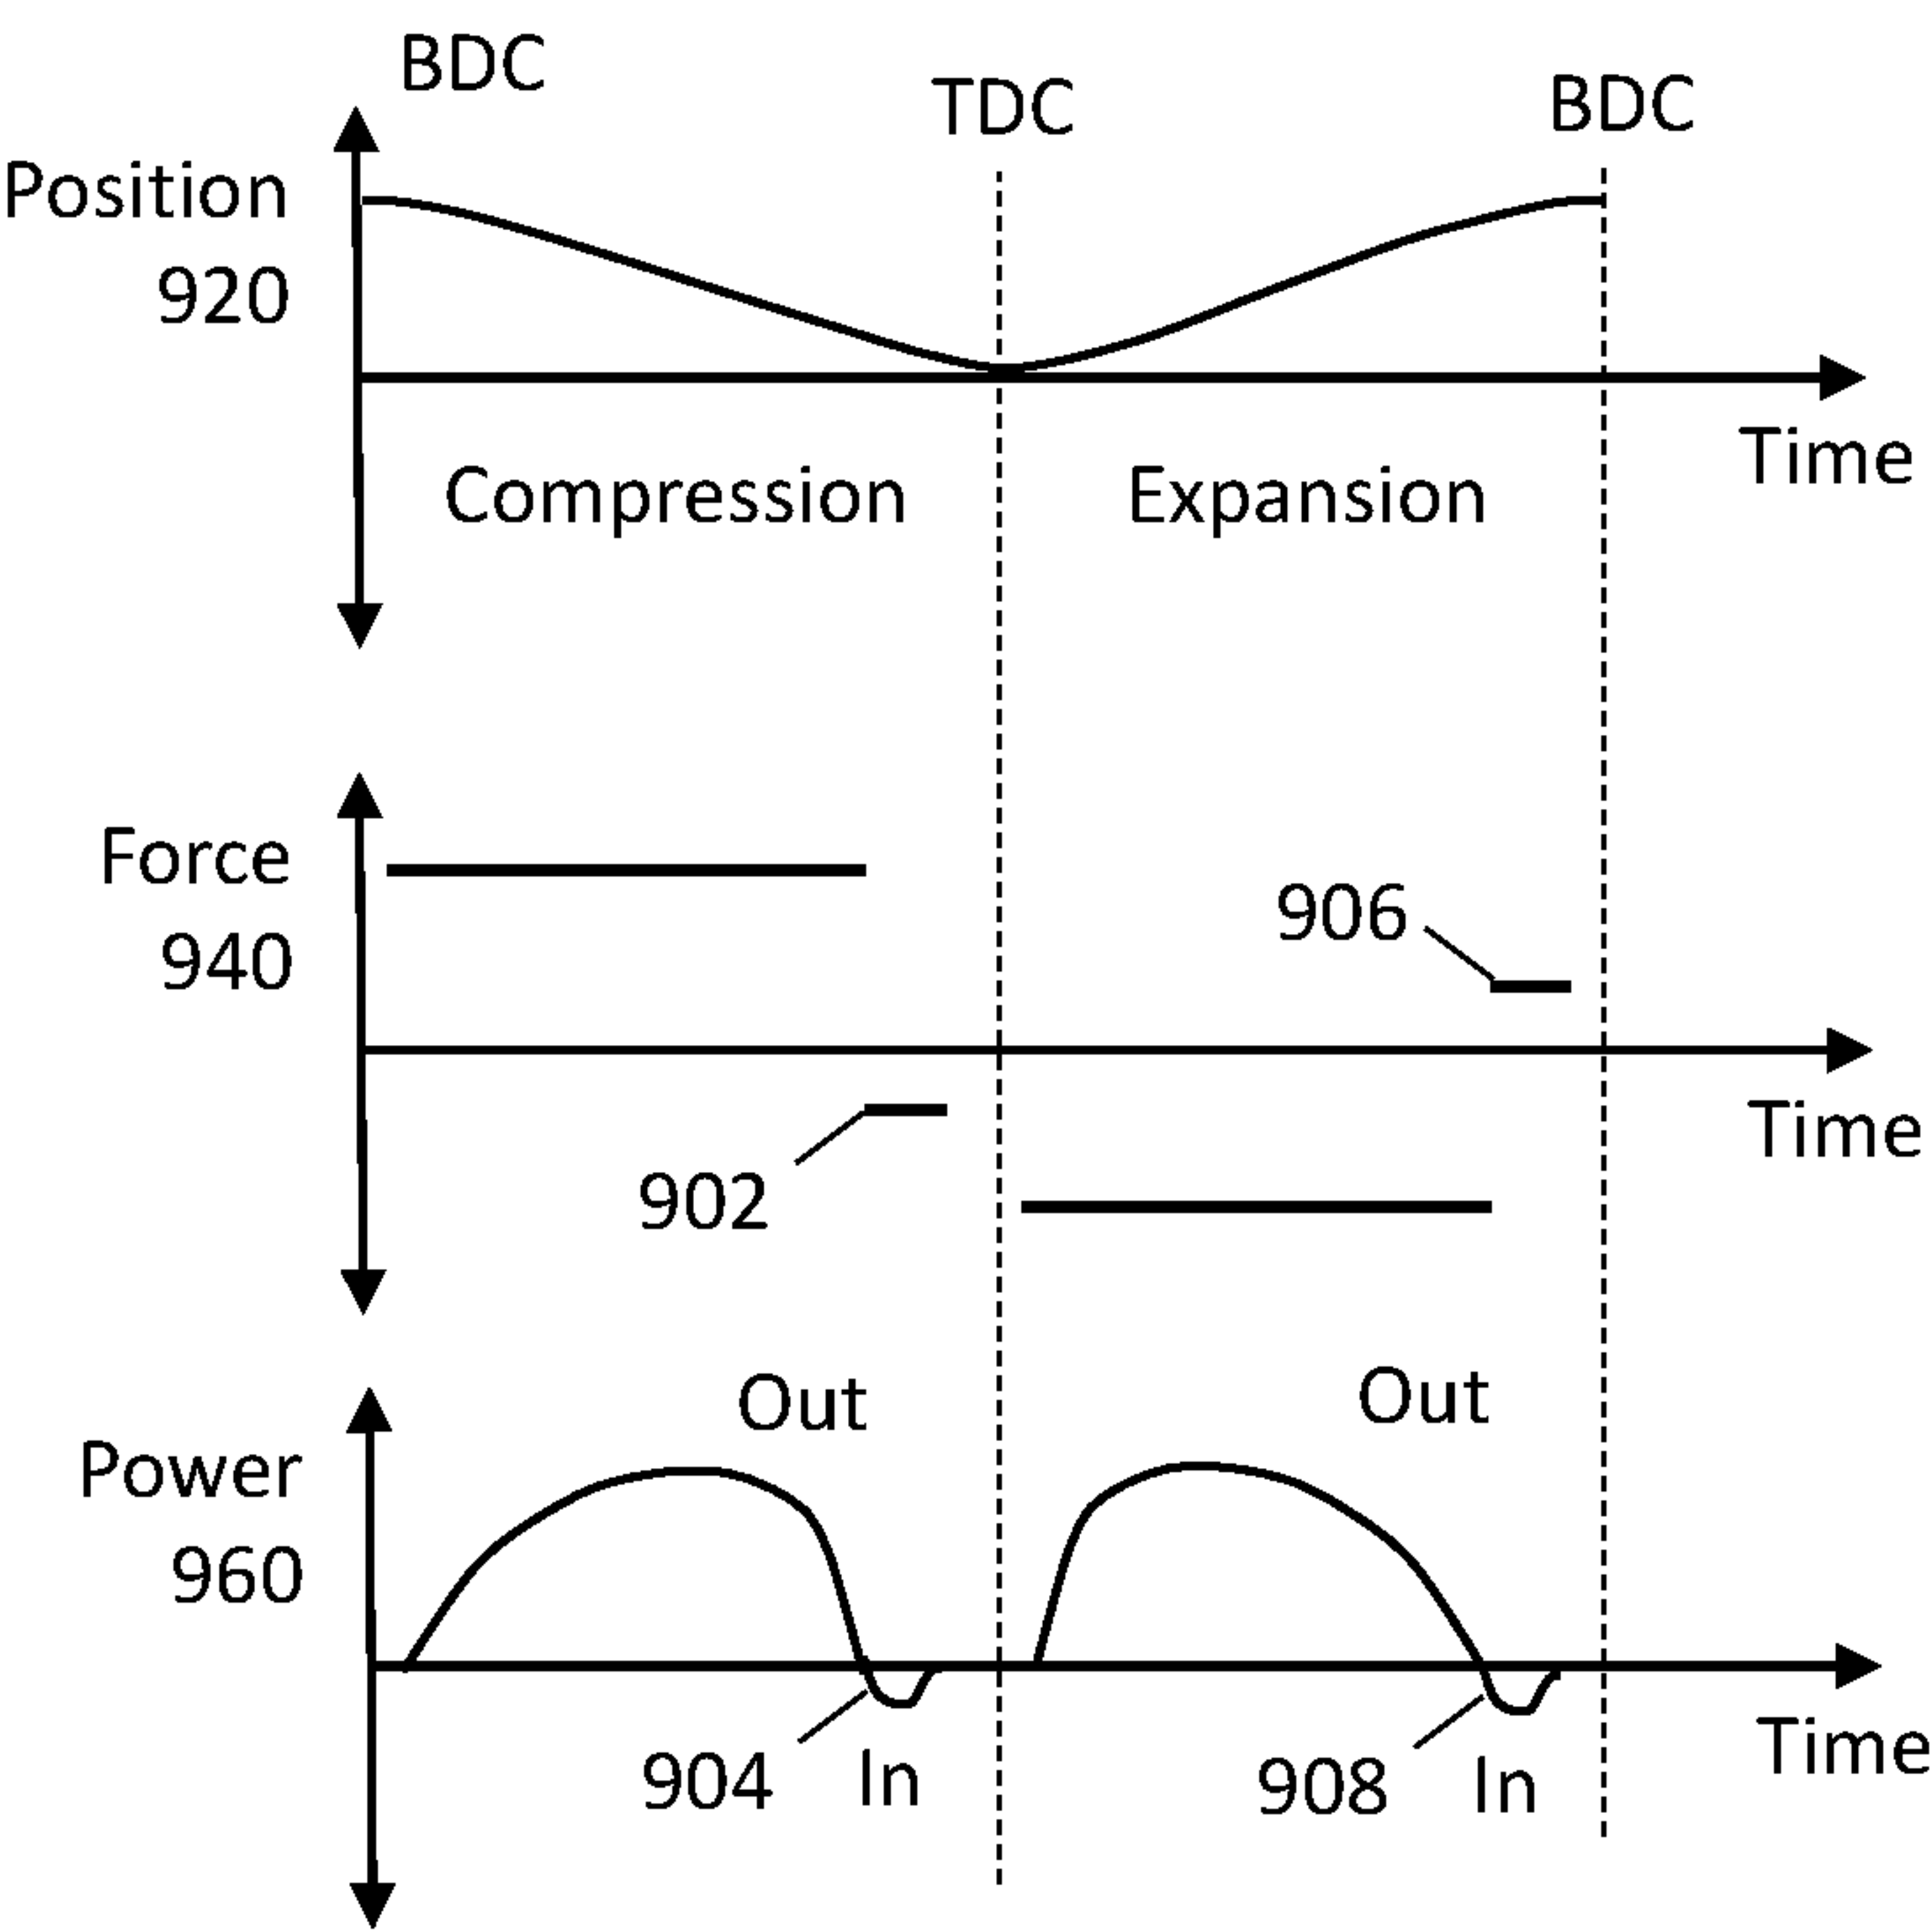 BDC
TDC
BDC
Position
920
Time
Compression
Expansion
Force
940
906
Time
902
Out
Out
Power
960
Time
904
In
908
In